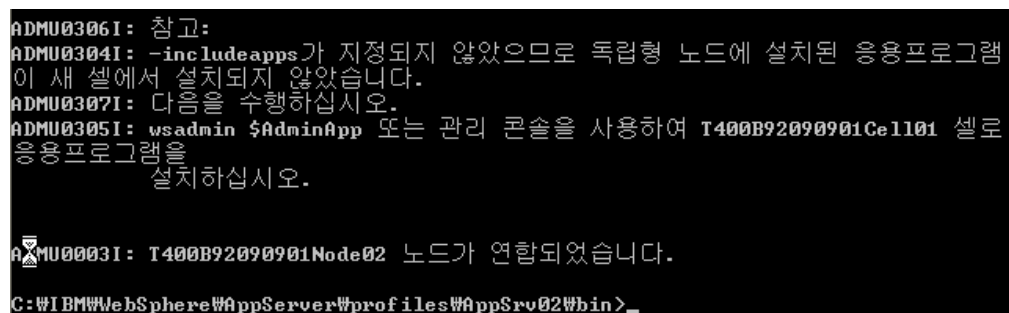 ADMU0306I: 참고:
ADMU0304I: -includeapps가 지정되지 않았으므로 독립형 노드에 설치된 응용프로그램
이 새 셀에서 설치되지 않았습니다.
ADMU0307I: 다음을 수행하십시오.
ADMU0305I: wsadmin $AdminApp 또는 관리 콘솔을 사용하여 T400B92090901Cell01 셀로
응용프로그램을
설치하십시오.
ADMU0003I: T400B92090901Node02 노드가 연합되었습니다.
C:₩IBM₩WebSphere₩AppServer₩profiles₩AppSrv02₩bin>_